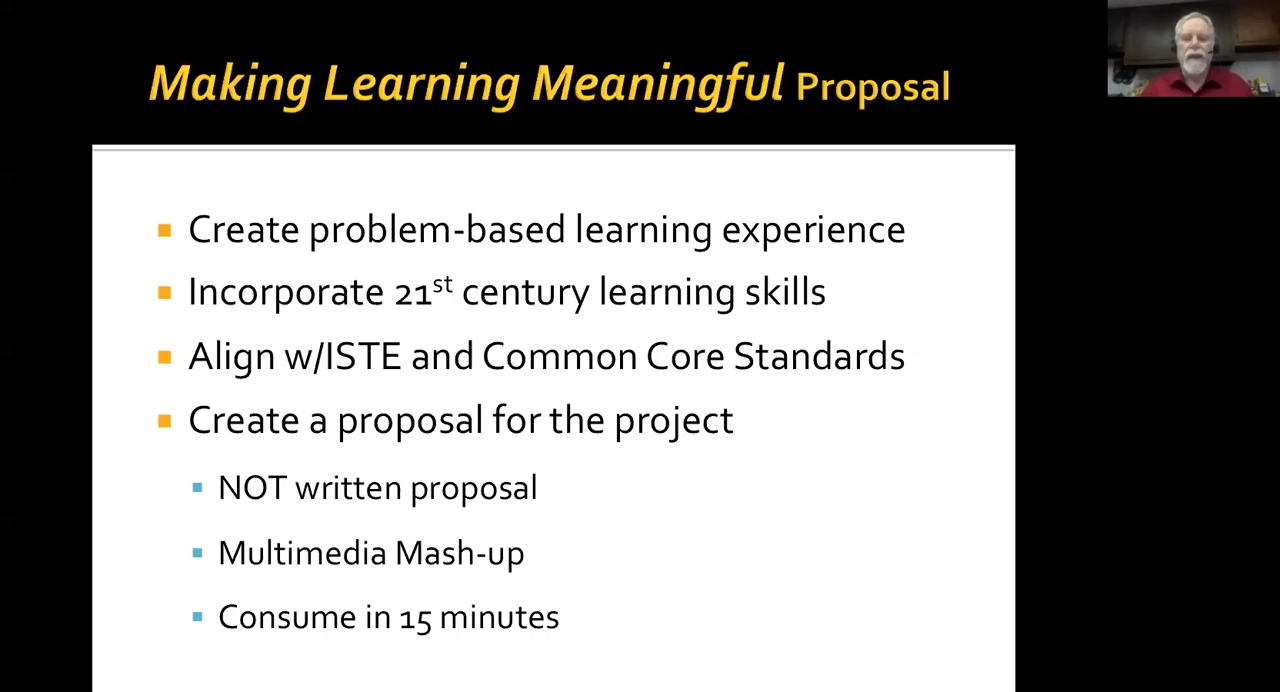 Making Learning Meaningful Proposal
Create problem-based learning experience
Incorporate 21st century learning skills
Align w/ISTE and Common Core Standards
Create a proposal for the project
NOT written proposal
Multimedia Mash-up
Consume in 15 minutes